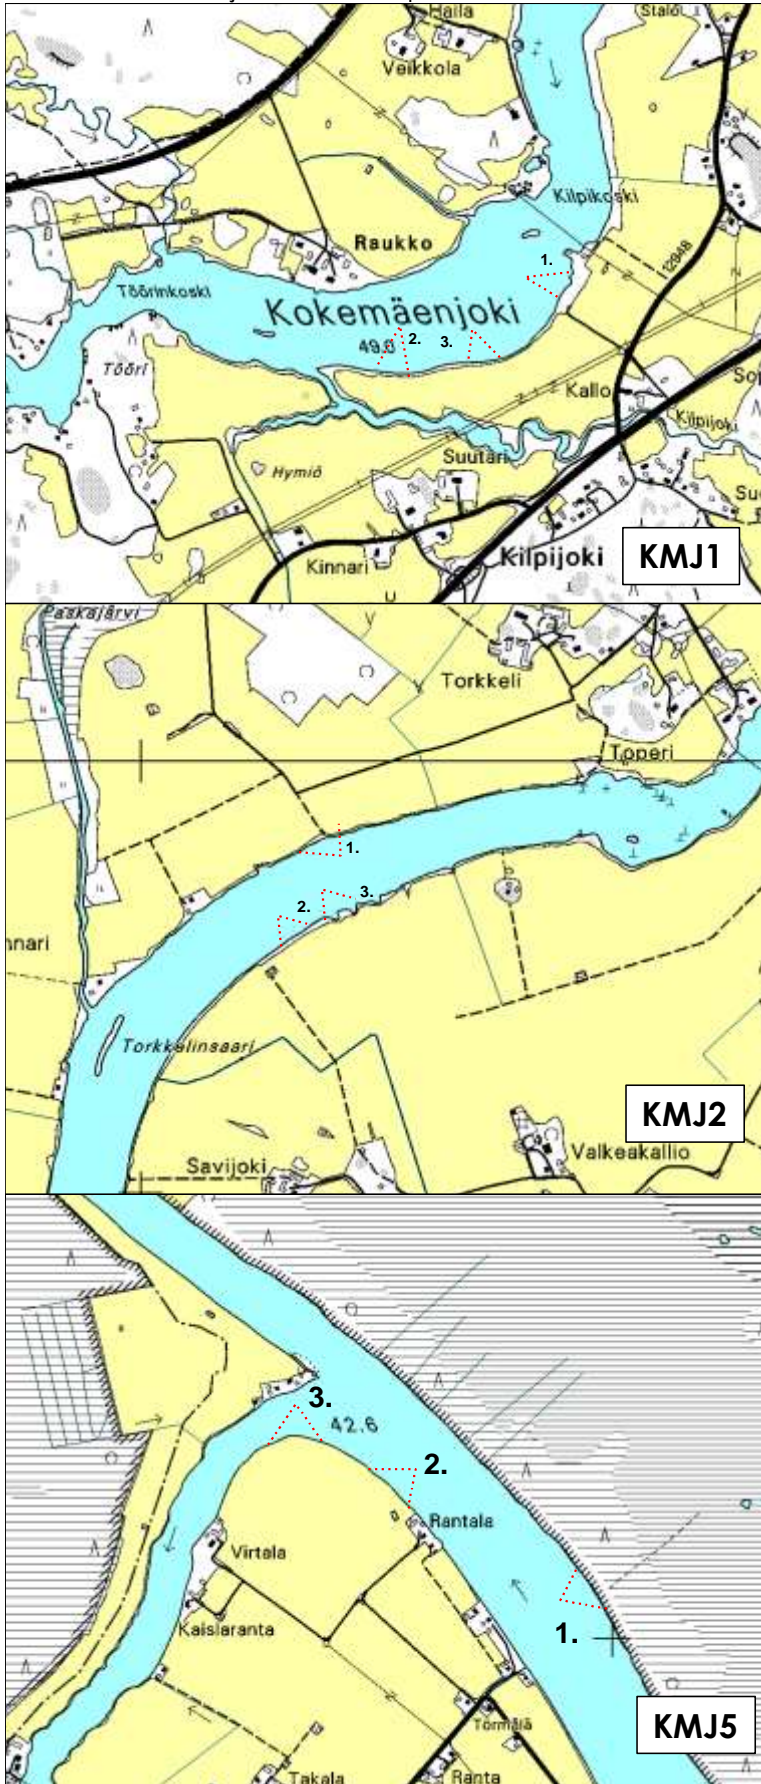 Haila
Stalo
Veikkola
Kilpikoski
Raukko
12948
1.
Töörinkoski
Kokemäenjoki
49.0
2.
3.
Tööri
Kallo
Kilpijoki
Suutari
Hymiö
Kinnari
Kilpijoki
KMJ1
Paskajärvi
Torkkeli
Toperi
1.
2.
3.
nnari
Torkkelinsaari
KMJ2
Savijoki
Valkeakallio
3.
42.6
2.
Rantala
Virtala
Kaislaranta
1.
KMJ5
Törmälä
Takala
Ranta